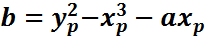 b = y_p^2 − x_p^3 − ax_p